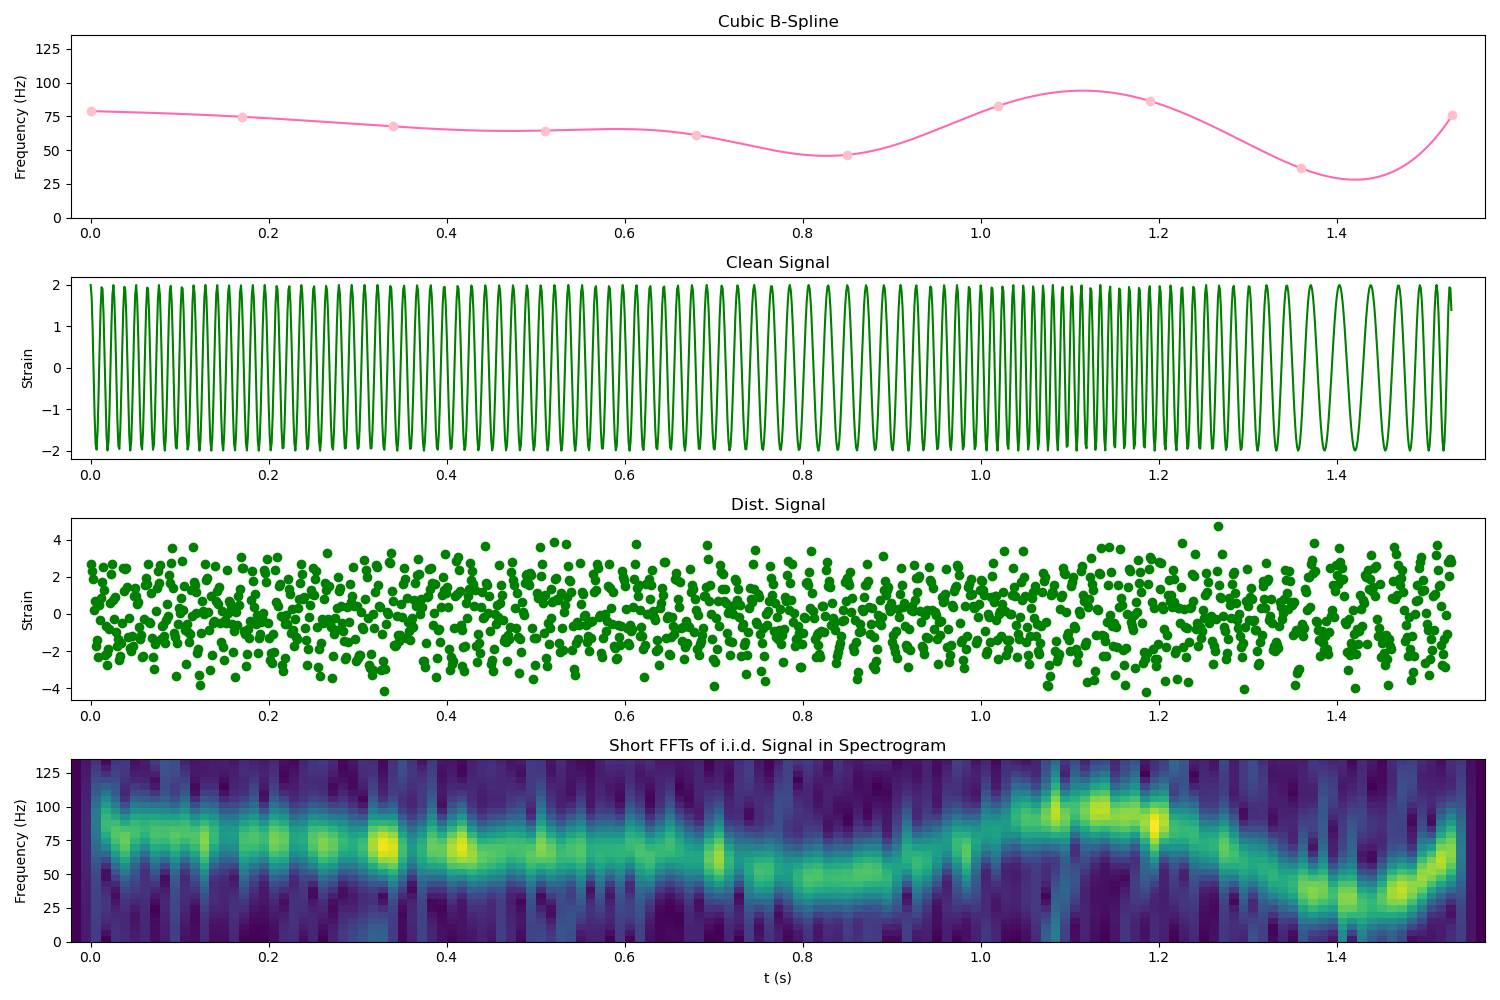 Cubic B-Spline
Frequency (Hz)
125
100
75
50
25
0
0.0 0.2 0.4 0.6 0.8 1.0 1.2 1.4
Clean Signal
Strain
2
1
0
−1
−2
0.0 0.2 0.4 0.6 0.8 1.0 1.2 1.4
Dist. Signal
Strain
4
2
0
−2
−4
0.0 0.2 0.4 0.6 0.8 1.0 1.2 1.4
Short FFTs of i.i.d. Signal in Spectrogram
Frequency (Hz)
125
100
75
50
25
0
0.0 0.2 0.4 0.6 0.8 1.0 1.2 1.4
t (s)